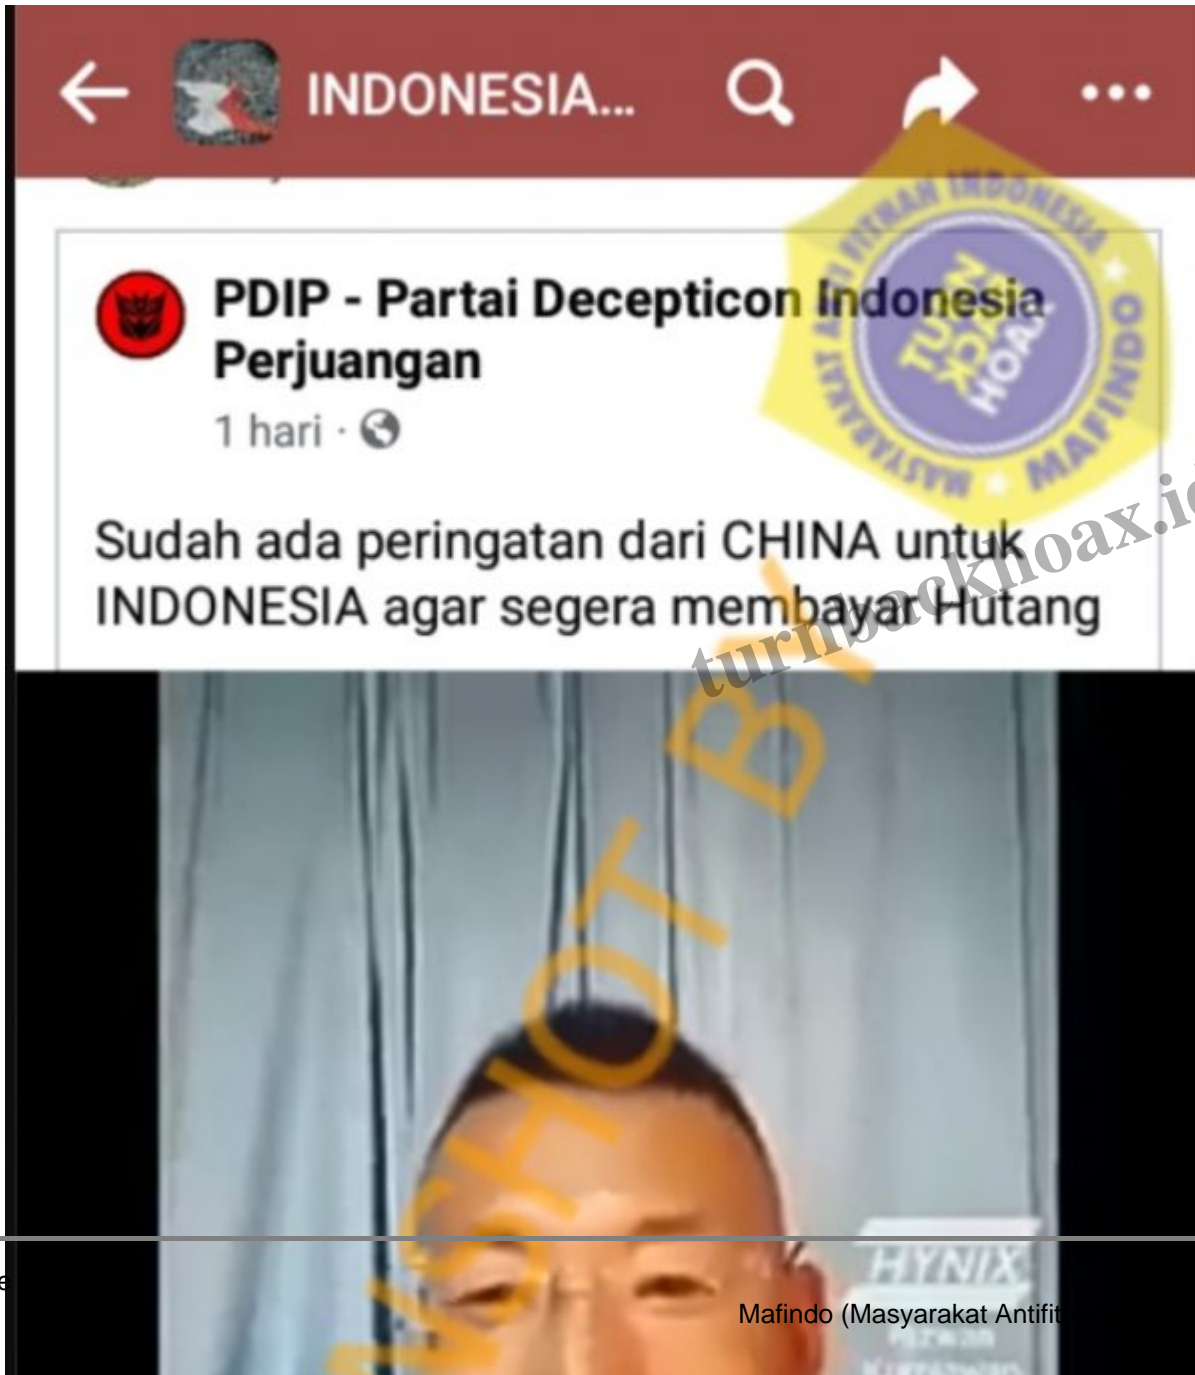 INDONESIA...
PDIP - Partai Decepticon Indonesia
Perjuangan
1 hari ·
MASYARAKAT ANTI FITNAH INDONESIA
MAFINDO
TURN
BACK
HOAX
Sudah ada peringatan dari CHINA untuk
INDONESIA agar segera membayar Hutang
turnbackhoax.id
SHOT BY
HYNIX
Mafindo (Masyarakat Antifit